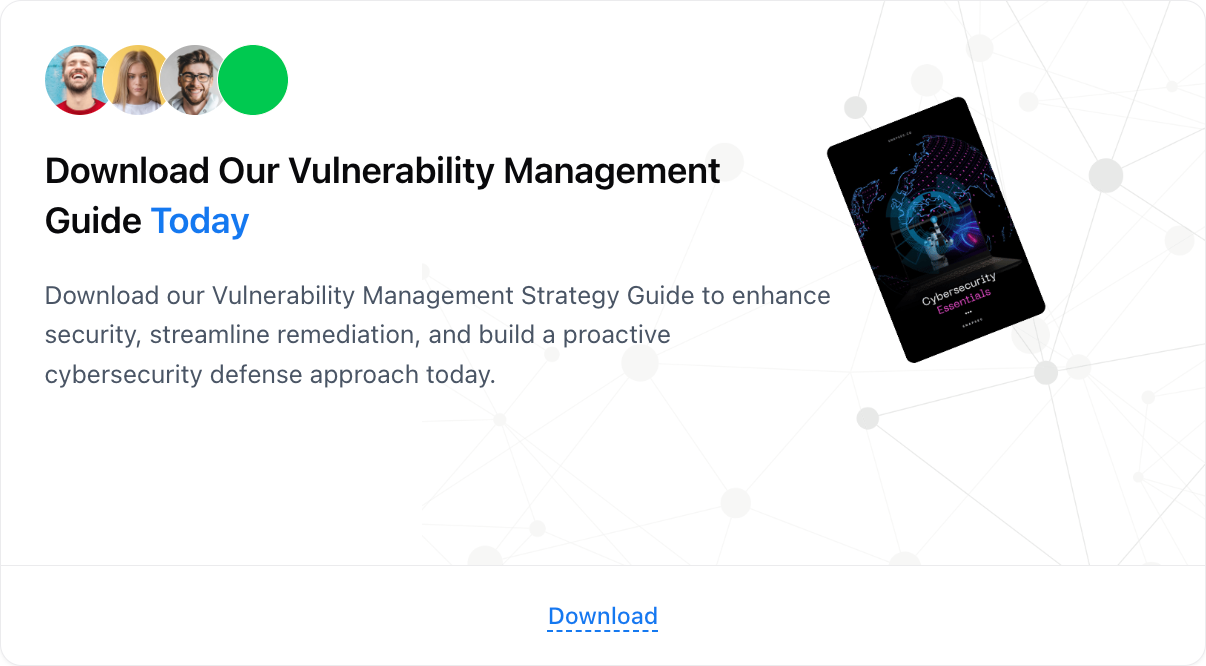 Download Our Vulnerability Management
Guide Today
Download our Vulnerability Management Strategy Guide to enhance
security, streamline remediation, and build a proactive
cybersecurity defense approach today.
Cybersecurity
Essentials
Download